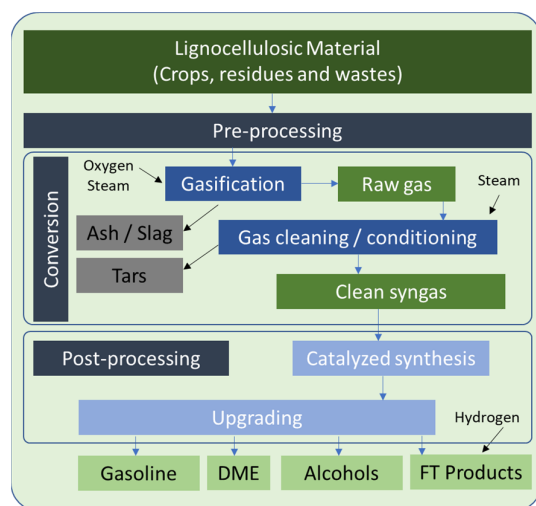 Lignocellulosic Material
(Crops, residues and wastes)
Pre-processing
Oxygen
Steam
Gasification
Raw gas
Steam
Conversion
Ash / Slag
Gas cleaning / conditioning
Tars
Clean syngas
Post-processing
Catalyzed synthesis
Upgrading
Hydrogen
Gasoline
DME
Alcohols
FT Products